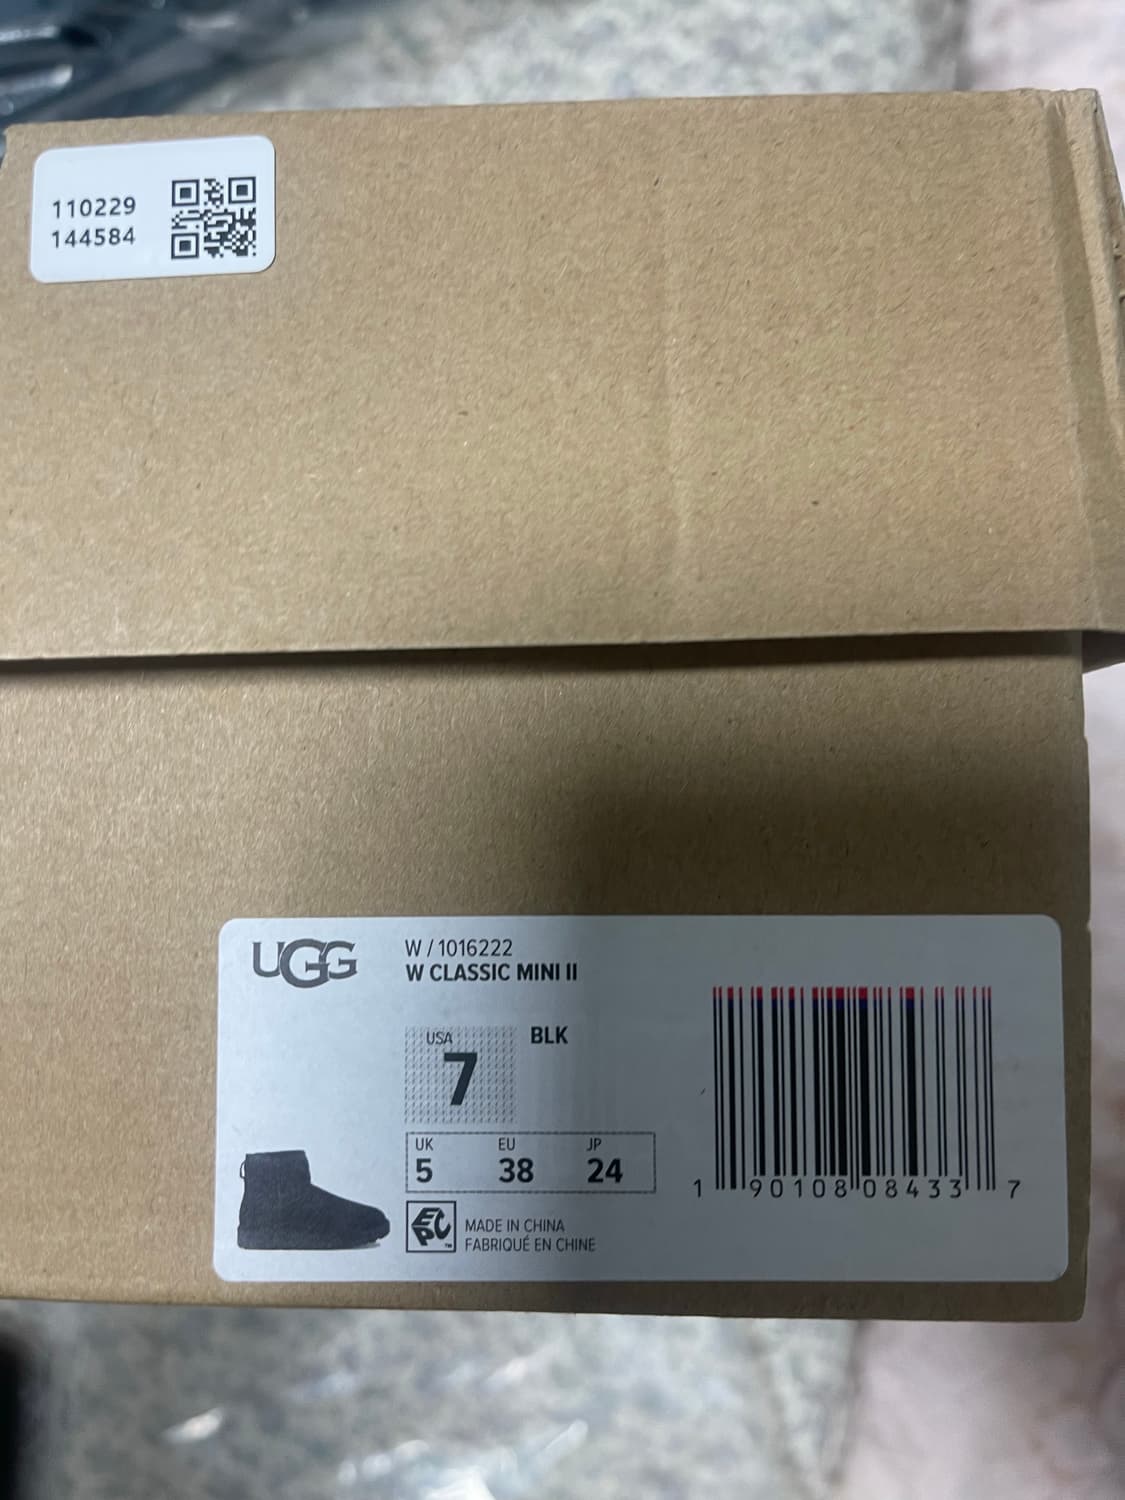 110229
144584
UGG
W / 1016222
W CLASSIC MINI II
USA
7
BLK
UK EU JP
5 38 24
EPC
MADE IN CHINA
FABRIQUÉ EN CHINE
1 90108 08433 7